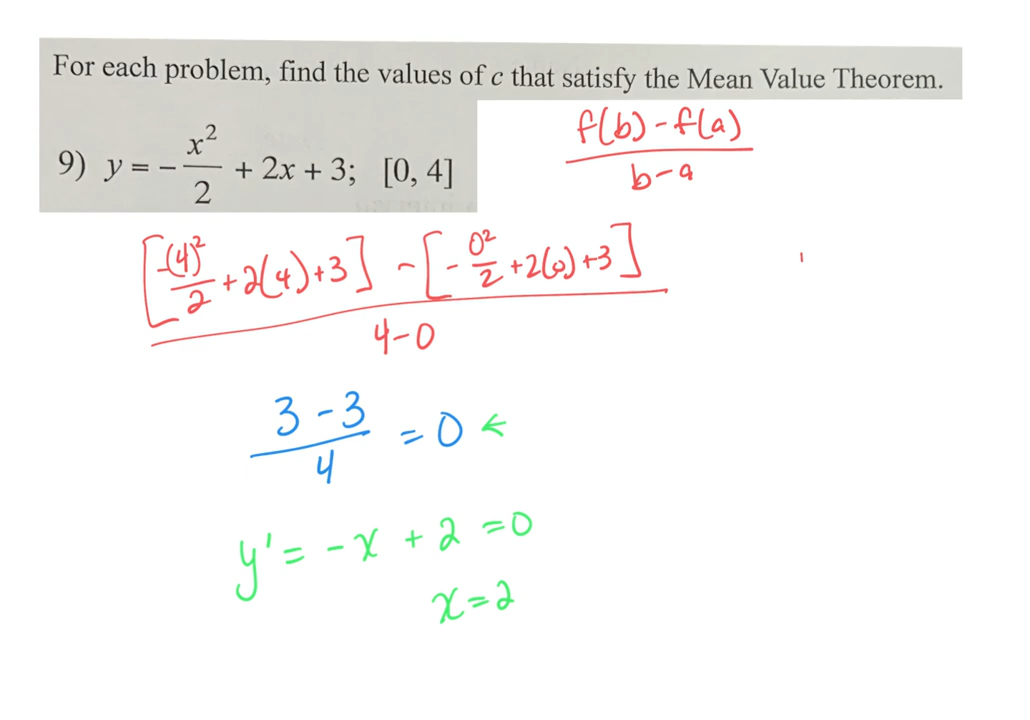 For each problem, find the values of c that satisfy the Mean Value Theorem.
f(b) - f(a)
b-a
9) y = - x²/2 + 2x + 3; [0, 4]
[-(4)²/2 + 2(4) + 3] - [- 0²/2 + 2(0) + 3]
4-0
3 - 3
4
= 0 ←
y' = -x + 2 = 0
x = 2